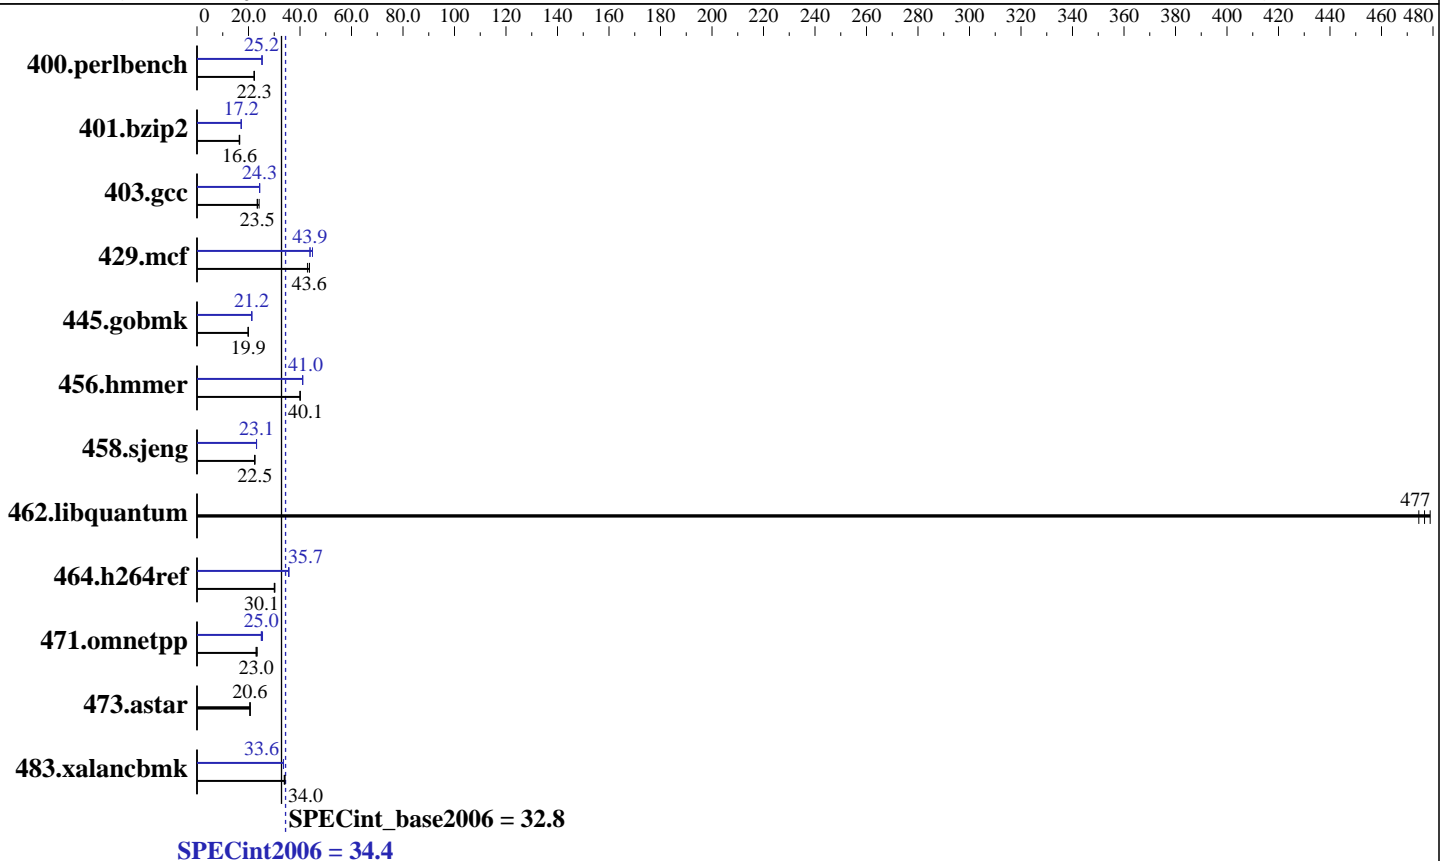 0 20.0 40.0 60.0 80.0 100 120 140 160 180 200 220 240 260 280 300 320 340 360 380 400 420 440 460 480
25.2
400.perlbench
22.3
17.2
401.bzip2
16.6
24.3
403.gcc
23.5
43.9
429.mcf
43.6
21.2
445.gobmk
19.9
41.0
456.hmmer
40.1
23.1
458.sjeng
22.5
477
462.libquantum
35.7
464.h264ref
30.1
25.0
471.omnetpp
23.0
20.6
473.astar
33.6
483.xalancbmk
34.0
SPECint_base2006 = 32.8
SPECint2006 = 34.4